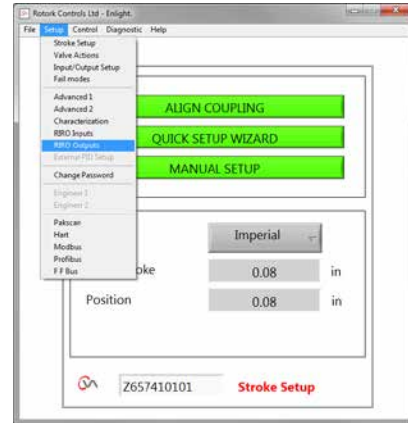 Rotork Controls Ltd - Enlight.
File Setup Control Diagnostic Help
Stroke Setup
Valve Actions
Input/Output Setup
Fail modes
Advanced 1
Advanced 2
Characterization
RIRO Inputs
RIRO Outputs
External PID Setup
Change Password
Engineer 1
Engineer 2
Pakscan
Hart
Modbus
Profibus
F F Bus
ALIGN COUPLING
QUICK SETUP WIZARD
MANUAL SETUP
Imperial
0.08 in
Position 0.08 in
Z657410101 Stroke Setup